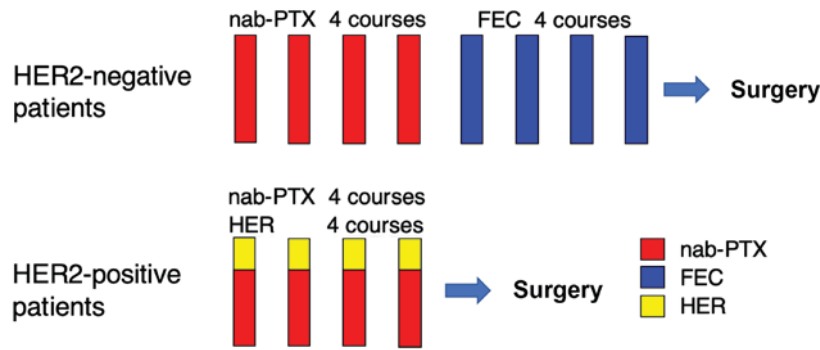 nab-PTX 4 courses FEC 4 courses
HER2-negative
patients
Surgery
nab-PTX 4 courses
HER 4 courses
HER2-positive
patients
Surgery
nab-PTX
FEC
HER